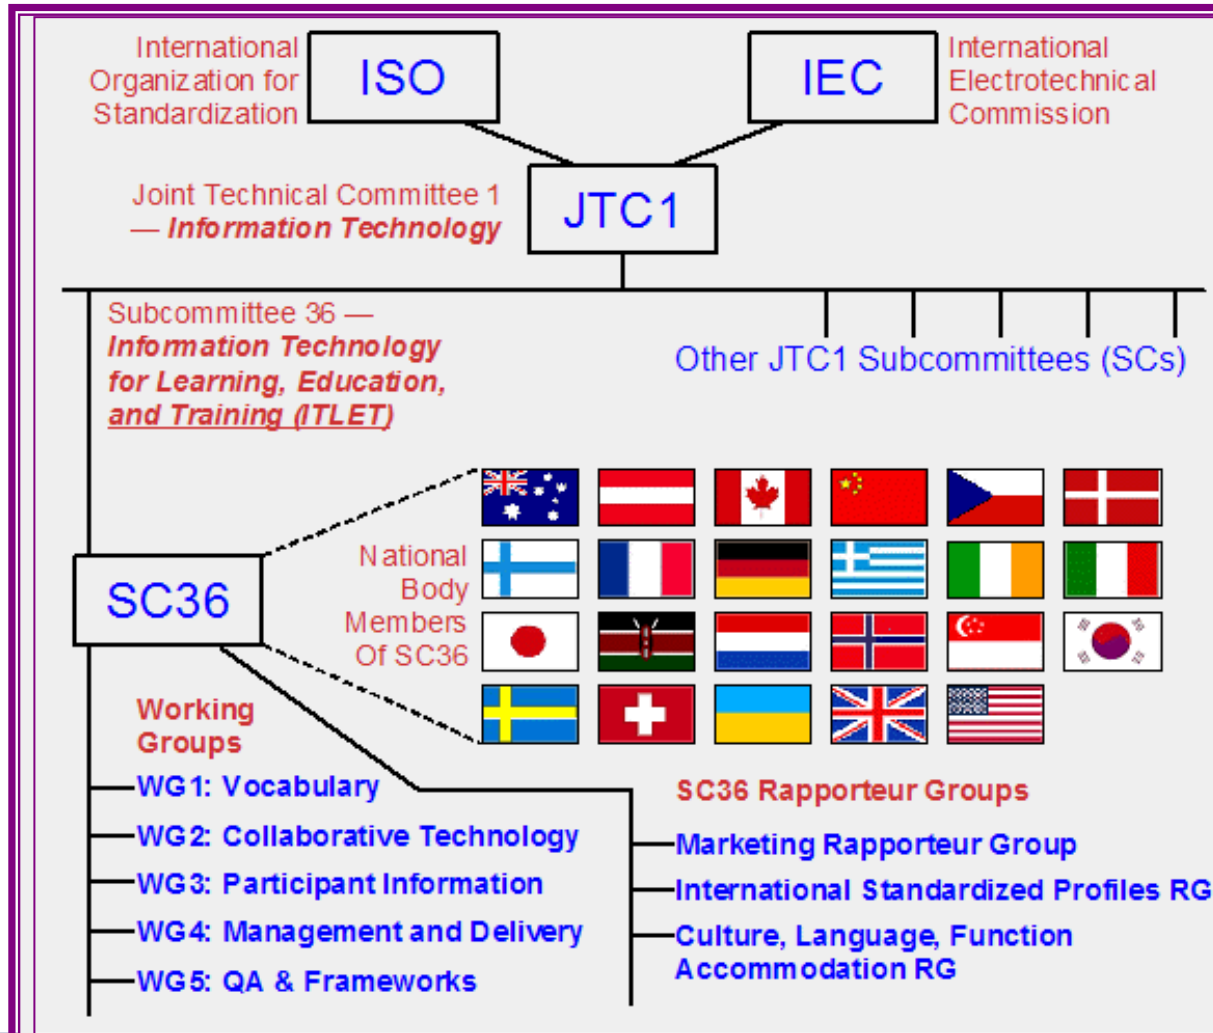 International
Organization for
Standardization
ISO
IEC
International
Electrotechnical
Commission
Joint Technical Committee 1
— Information Technology
JTC1
Subcommittee 36 —
Information Technology
for Learning, Education,
and Training (ITLET)
Other JTC1 Subcommittees (SCs)
SC36
National
Body
Members
Of SC36
Working
Groups
WG1: Vocabulary
WG2: Collaborative Technology
WG3: Participant Information
WG4: Management and Delivery
WG5: QA & Frameworks
SC36 Rapporteur Groups
Marketing Rapporteur Group
International Standardized Profiles RG
Culture, Language, Function
Accommodation RG